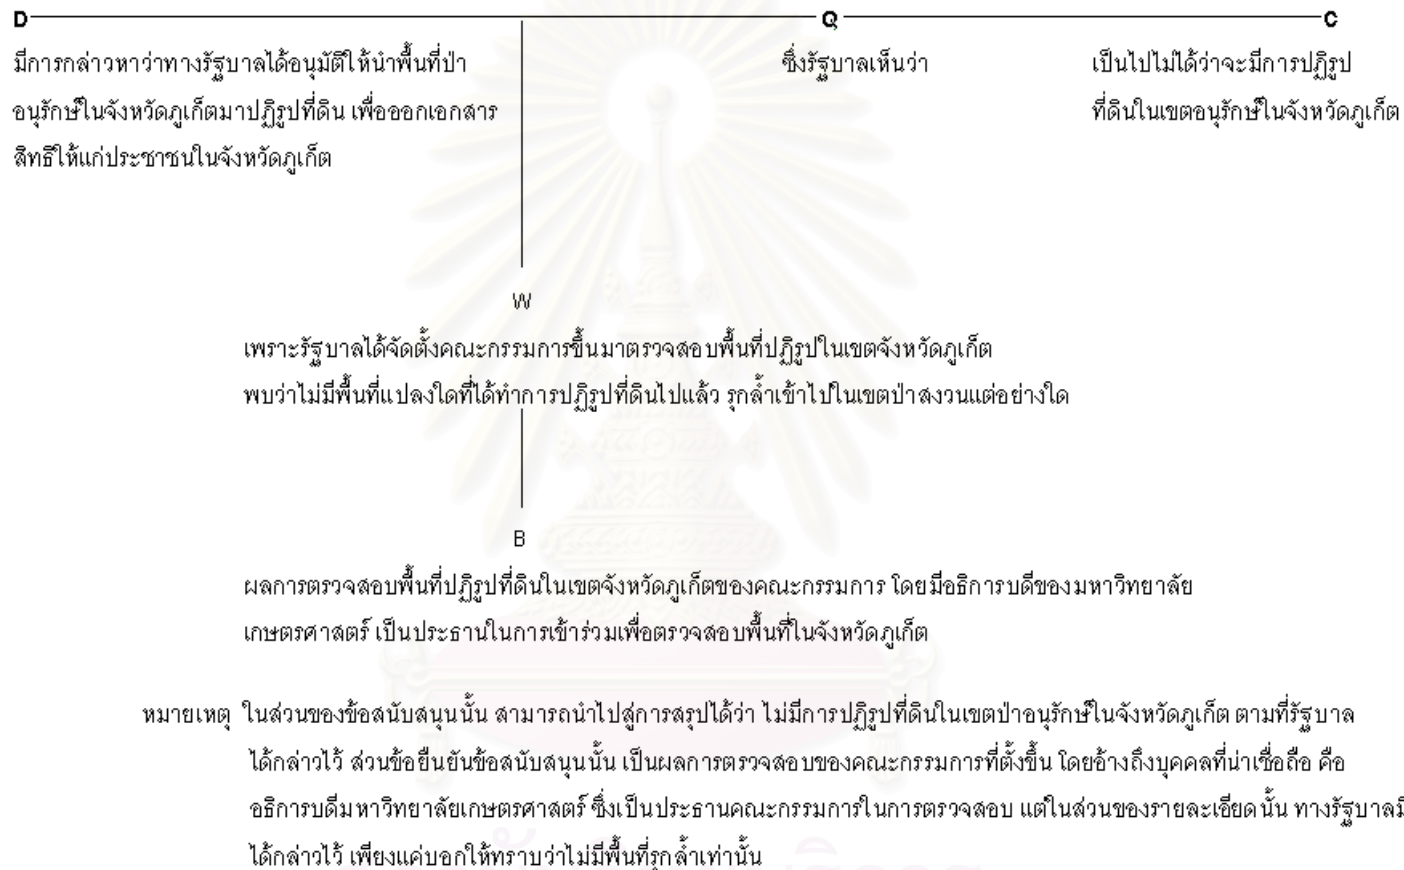 D Q C
มีการกล่าวหาว่าทางรัฐบาลได้อนุมัติให้นำพื้นที่ป่า
อนุรักษ์ในจังหวัดภูเก็ตมาปฏิรูปที่ดิน เพื่อออกเอกสาร
สิทธิให้แก่ประชาชนในจังหวัดภูเก็ต
ซึ่งรัฐบาลเห็นว่า
เป็นไปไม่ได้ว่าจะมีการปฏิรูป
ที่ดินในเขตอนุรักษ์ในจังหวัดภูเก็ต
W
เพราะรัฐบาลได้จัดตั้งคณะกรรมการขึ้นมาตรวจสอบพื้นที่ปฏิรูปในเขตจังหวัดภูเก็ต
พบว่าไม่มีพื้นที่แปลงใดที่ได้ทำการปฏิรูปที่ดินไปแล้ว รุกล้ำเข้าไปในเขตป่าสงวนแต่อย่างใด
B
ผลการตรวจสอบพื้นที่ปฏิรูปที่ดินในเขตจังหวัดภูเก็ตของคณะกรรมการ โดยมีอธิการบดีของมหาวิทยาลัย
เกษตรศาสตร์ เป็นประธานในการเข้าร่วมเพื่อตรวจสอบพื้นที่ในจังหวัดภูเก็ต
หมายเหตุ ในส่วนของข้อสนับสนุนนั้น สามารถนำไปสู่การสรุปได้ว่า ไม่มีการปฏิรูปที่ดินในเขตป่าอนุรักษ์ในจังหวัดภูเก็ต ตามที่รัฐบาล
ได้กล่าวไว้ ส่วนข้อยืนยันข้อสนับสนุนนั้น เป็นผลการตรวจสอบของคณะกรรมการที่ตั้งขึ้น โดยอ้างถึงบุคคลที่น่าเชื่อถือ คือ
อธิการบดีมหาวิทยาลัยเกษตรศาสตร์ ซึ่งเป็นประธานคณะกรรมการในการตรวจสอบ แต่ในส่วนของรายละเอียดนั้น ทางรัฐบาล
ได้กล่าวไว้ เพียงแค่บอกให้ทราบว่าไม่มีพื้นที่รุกล้ำเท่านั้น